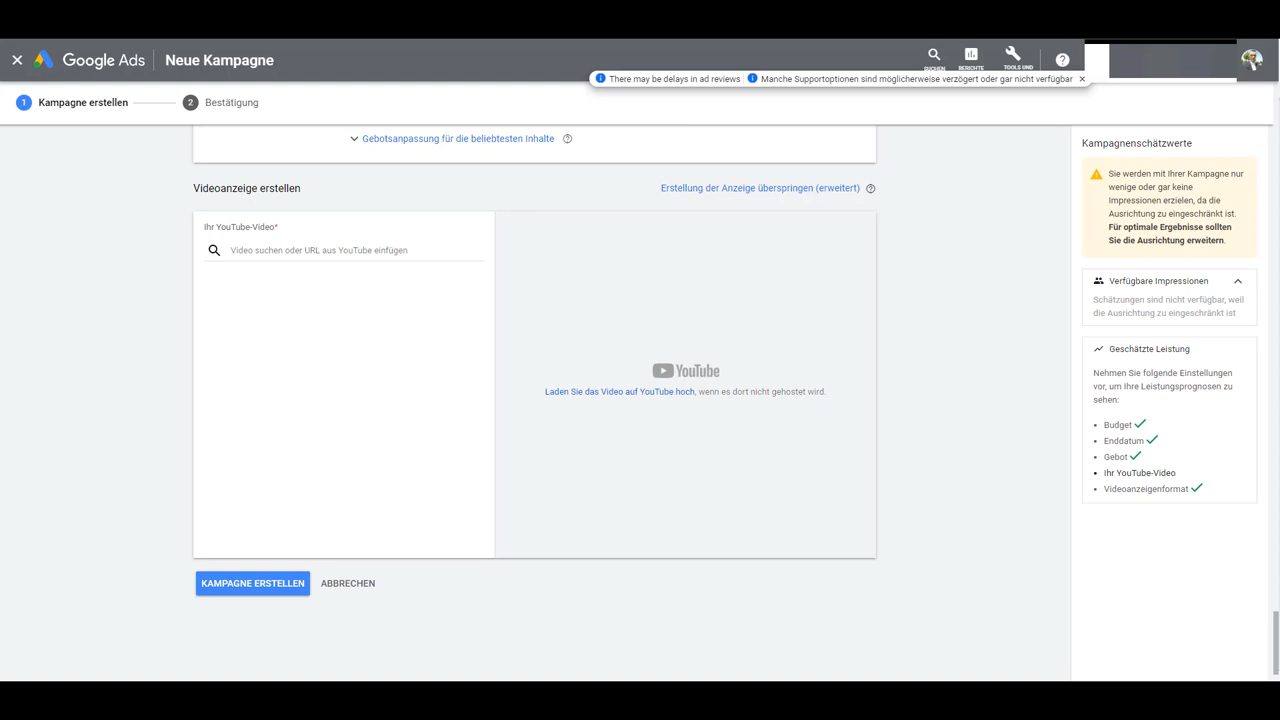 Google Ads Neue Kampagne
SUCHEN BERICHTE TOOLS UND
There may be delays in ad reviews Manche Supportoptionen sind möglicherweise verzögert oder gar nicht verfügbar
1 Kampagne erstellen 2 Bestätigung
Gebotsanpassung für die beliebtesten Inhalte
Videoanzeige erstellen Erstellung der Anzeige überspringen (erweitert)
Ihr YouTube-Video*
Video suchen oder URL aus YouTube einfügen
YouTube
Laden Sie das Video auf YouTube hoch, wenn es dort nicht gehostet wird.
KAMPAGNE ERSTELLEN ABBRECHEN
Kampagnenschätzwerte
Sie werden mit Ihrer Kampagne nur
wenige oder gar keine
Impressionen erzielen, da die
Ausrichtung zu eingeschränkt ist.
Für optimale Ergebnisse sollten
Sie die Ausrichtung erweitern.
Verfügbare Impressionen
Schätzungen sind nicht verfügbar, weil
die Ausrichtung zu eingeschränkt ist
Geschätzte Leistung
Nehmen Sie folgende Einstellungen
vor, um Ihre Leistungsprognosen zu
sehen:
Budget
Enddatum
Gebot
Ihr YouTube-Video
Videoanzeigenformat